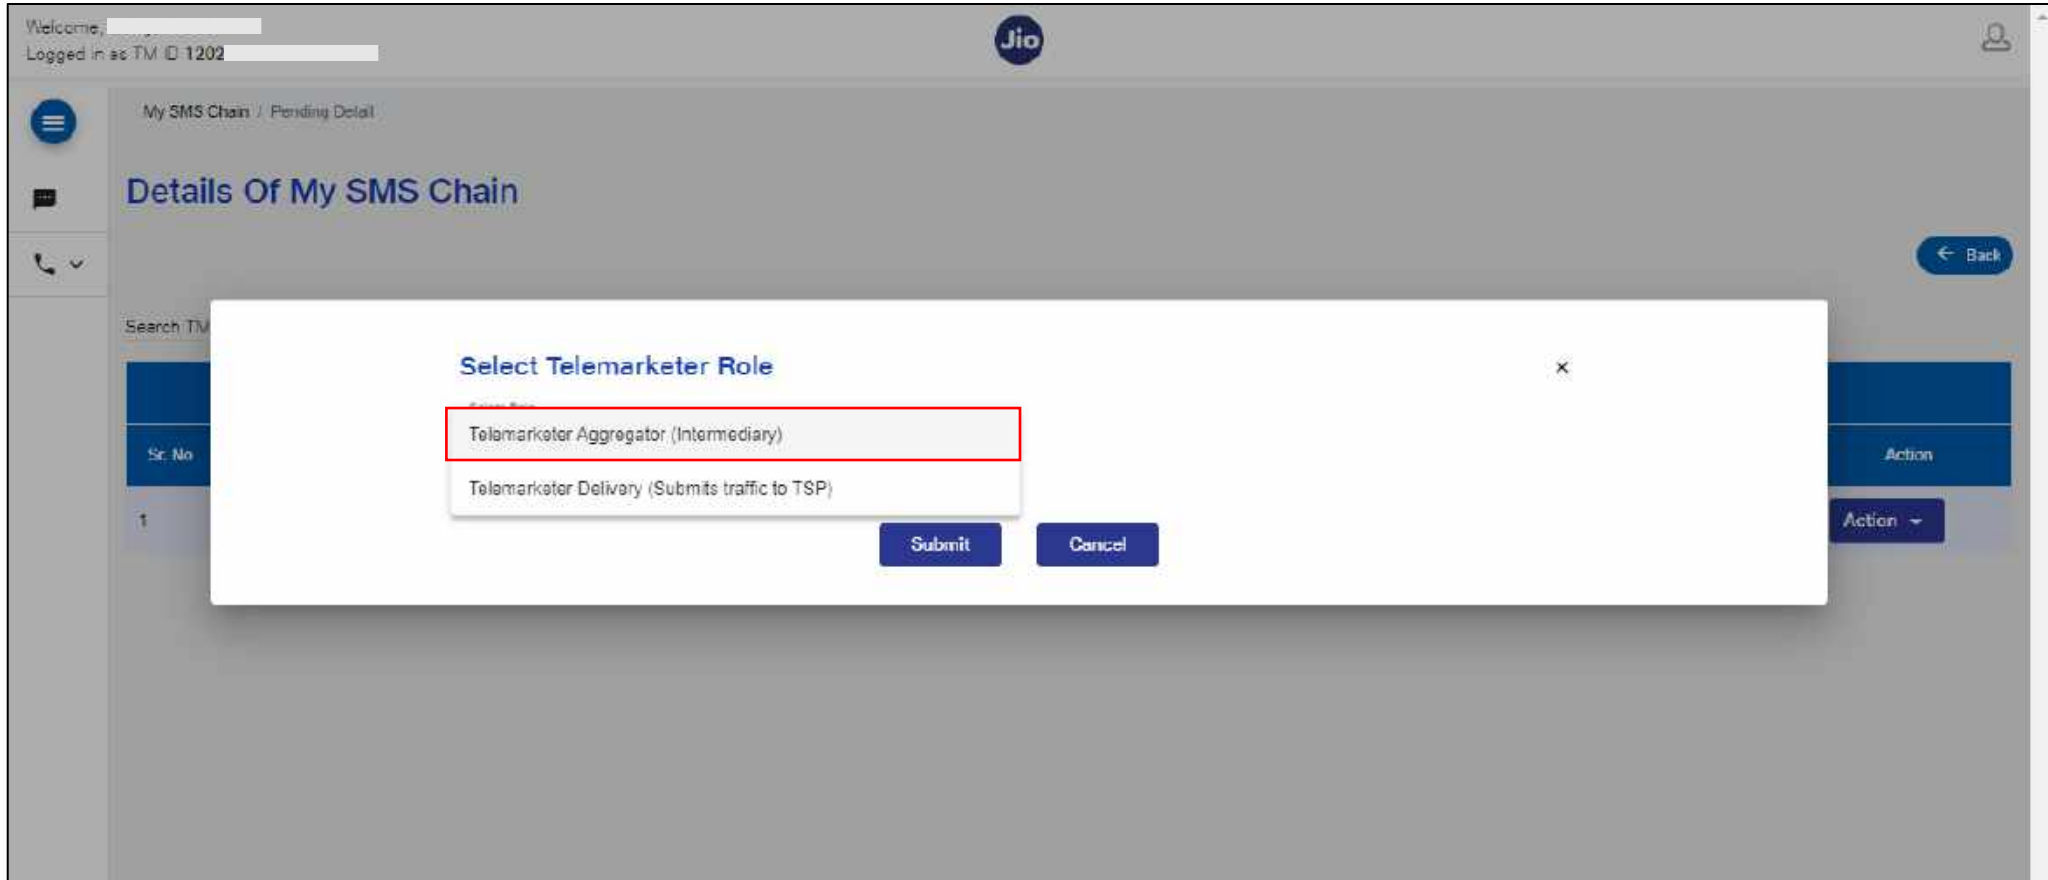 Welcome,
Logged in as TM ID 1202
Jio
My SMS Chain / Pending Detail
Details Of My SMS Chain
← Back
Search TM
Select Telemarketer Role
×
Select Role
Telemarketer Aggregator (Intermediary)
Sr. No
Action
Telemarketer Delivery (Submits traffic to TSP)
1
Action
Submit
Cancel